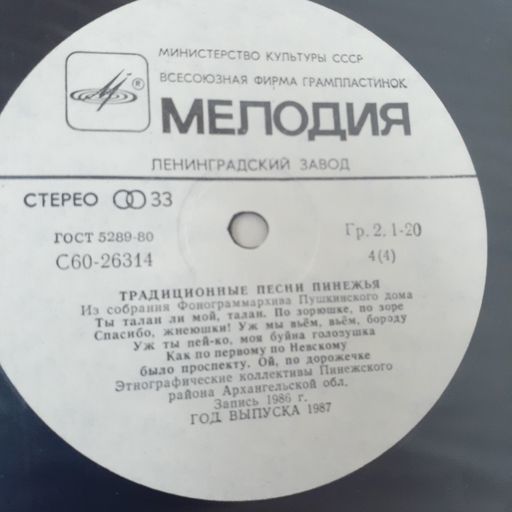 МИНИСТЕРСТВО КУЛЬТУРЫ СССР
ВСЕСОЮЗНАЯ ФИРМА ГРАМПЛАСТИНОК
®
МЕЛОДИЯ
ЛЕНИНГРАДСКИЙ ЗАВОД
СТЕРЕО 33
ГОСТ 5289-80
Гр. 2. 1-20
С60-26314
4(4)
ТРАДИЦИОННЫЕ ПЕСНИ ПИНЕЖЬЯ
Из собрания Фонограммархива Пушкинского дома
Ты талан ли мой, талан. По зорюшке, по зоре
Спасибо, жнеюшки! Уж мы вьём, вьём, бороду
Уж ты пей-ко, моя буйна голозушка
Как по первому по Невскому
было проспекту. Ой, по дорожечке
Этнографические коллективы Пинежского
района Архангельской обл.
Запись 1986 г.
ГОД ВЫПУСКА 1987